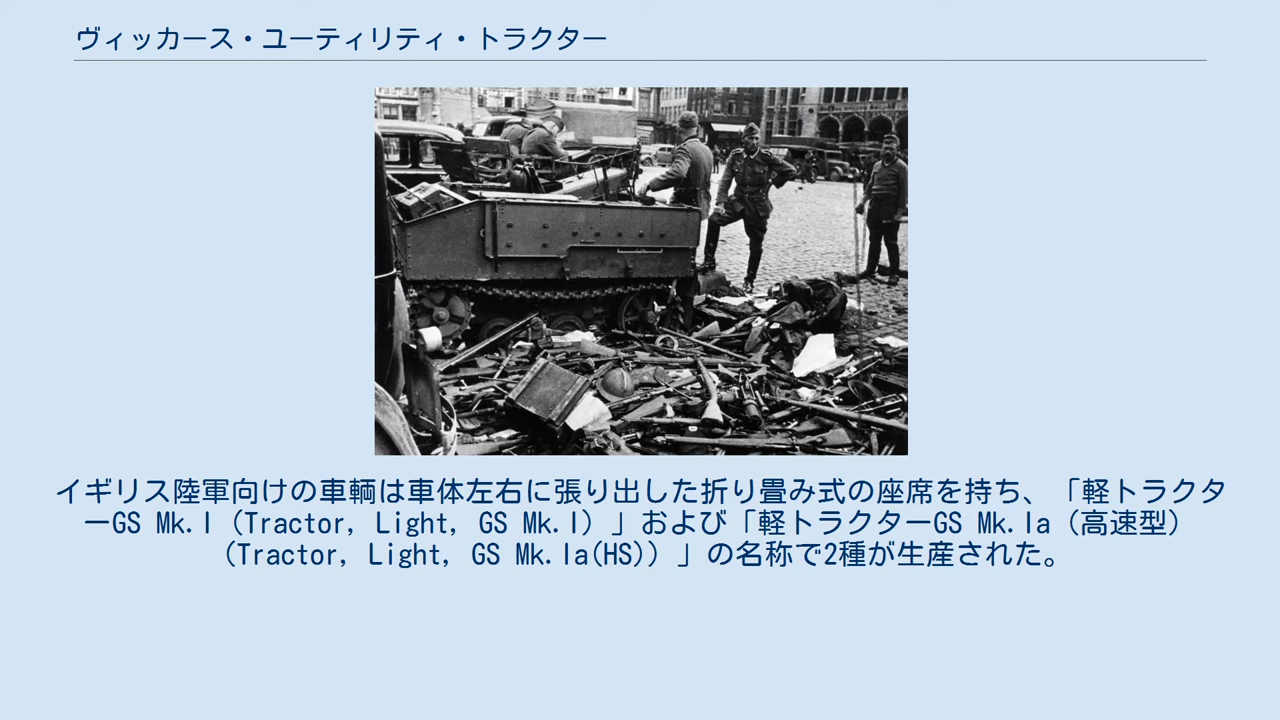 ヴィッカース・ユーティリティ・トラクター
イギリス陸軍向けの車輌は車体左右に張り出した折り畳み式の座席を持ち、「軽トラクタ
ーGS Mk.I（Tractor, Light, GS Mk.I）」および「軽トラクターGS Mk.Ia（高速型）
（Tractor, Light, GS Mk.Ia(HS)）」の名称で2種が生産された。